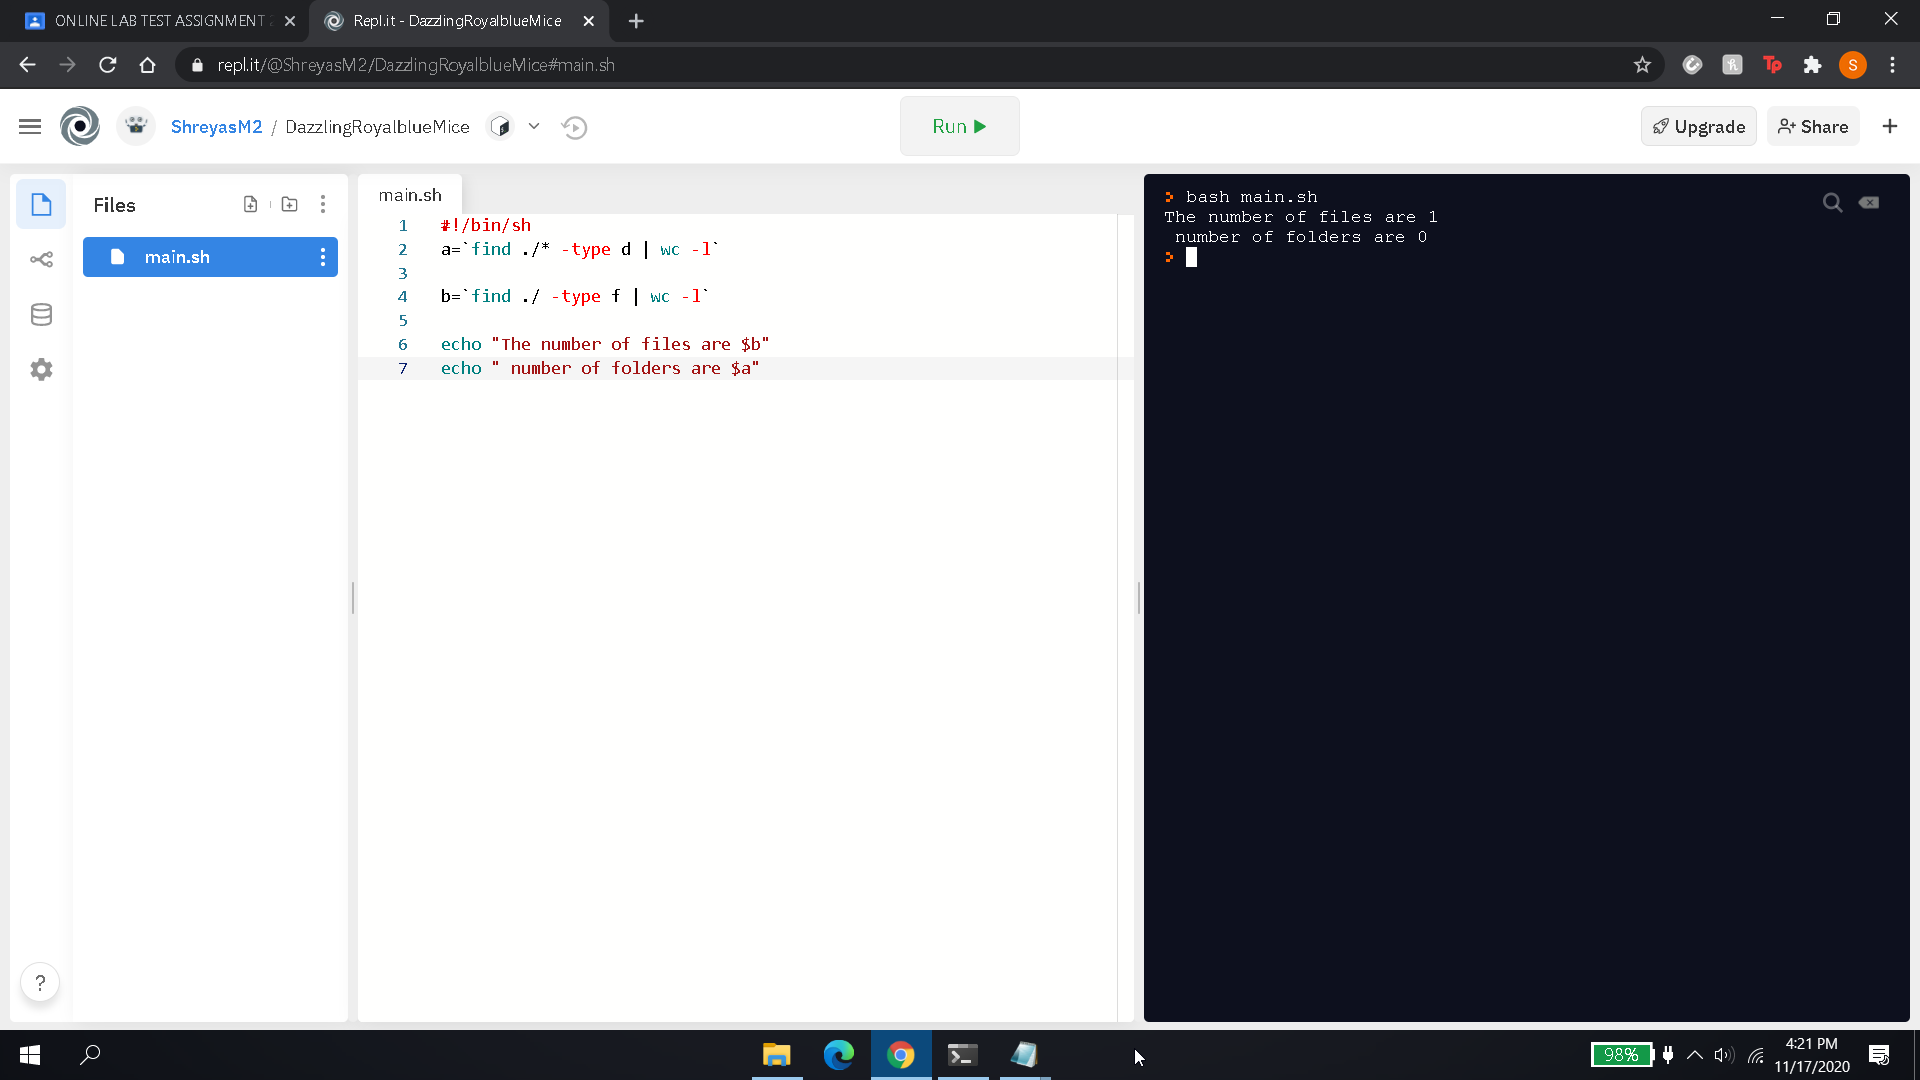 ONLINE LAB TEST ASSIGNMENT
Repl.it - DazzlingRoyalblueMice
repl.it/@ShreyasM2/DazzlingRoyalblueMice#main.sh
Tp
S
ShreyasM2 / DazzlingRoyalblueMice
Run
Upgrade
Share
Files
main.sh
main.sh
1 #!/bin/sh
2 a=`find ./* -type d | wc -l`
3
4 b=`find ./ -type f | wc -l`
5
6 echo "The number of files are $b"
7 echo " number of folders are $a"
> bash main.sh
The number of files are 1
 number of folders are 0
>
?
98%
4:21 PM
11/17/2020